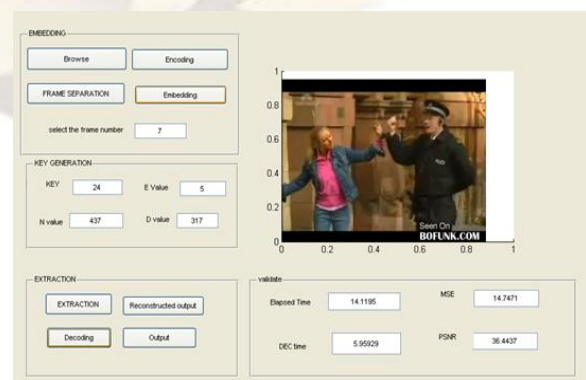 EMBEDDING
Browse
Encoding
FRAME SEPARATION
Embedding
select the frame number
7
KEY GENERATION
KEY
24
E Value
5
N value
437
D value
317
EXTRACTION
EXTRACTION
Reconstructed output
Decoding
Output
1
0.8
0.6
0.4
0.2
0
0
0.2
0.4
0.6
0.8
1
Seen On
BOFUNK.COM
validate
Elapsed Time
14.1195
MSE
14.7471
DEC time
5.95929
PSNR
36.4437